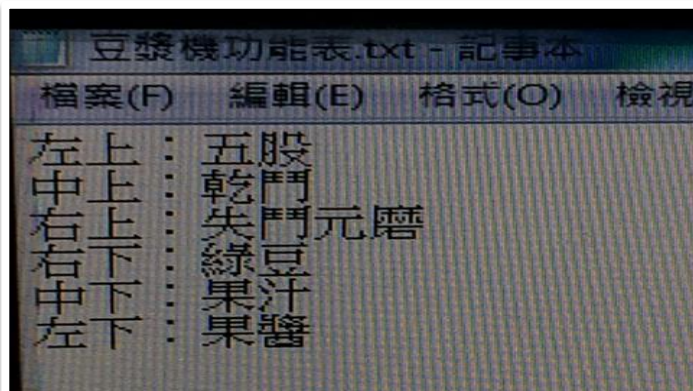 豆漿機功能表.txt - 記事本
檔案(F) 編輯(E) 格式(O) 檢視
左上：五股
中上：乾鬥
右上：失鬥元磨
右下：綠豆
中下：果汁
左下：果醬